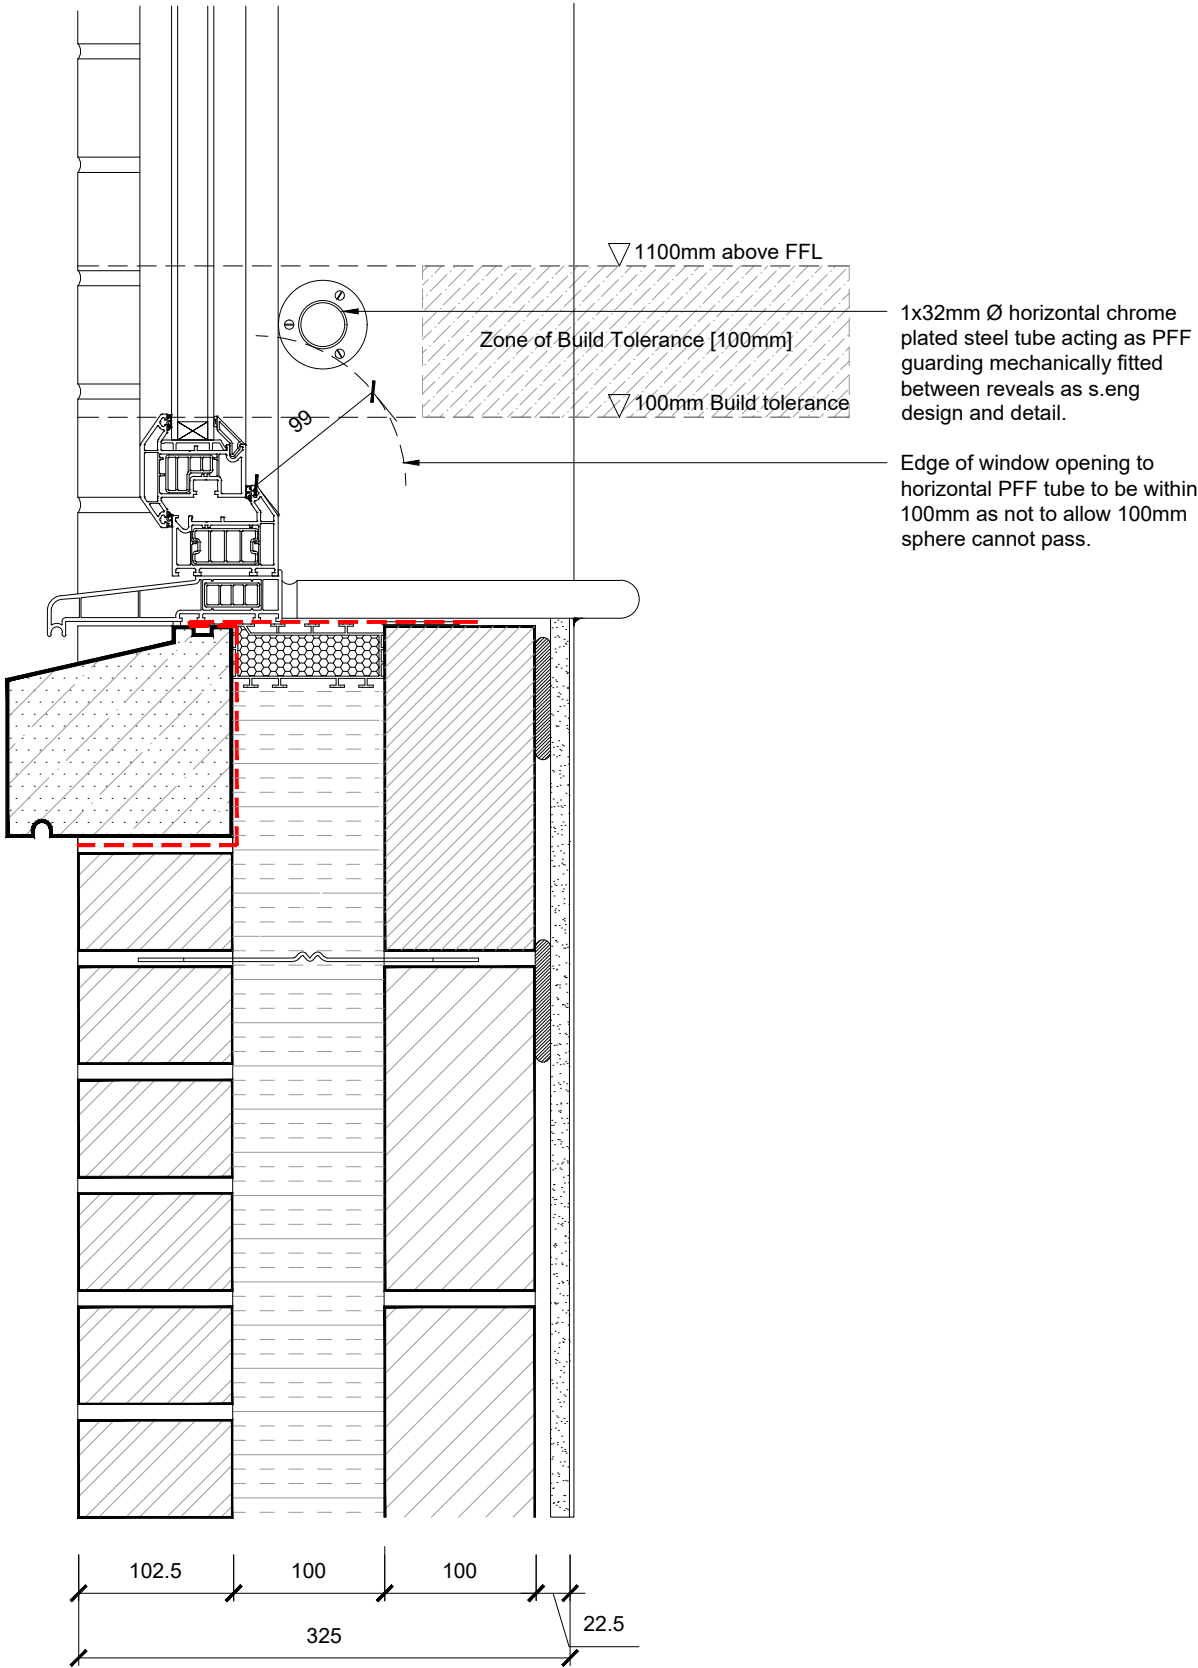 1100mm above FFL
Zone of Build Tolerance [100mm]
100mm Build tolerance
1x32mm Ø horizontal chrome
plated steel tube acting as PFF
guarding mechanically fitted
between reveals as s.eng
design and detail.
99
Edge of window opening to
horizontal PFF tube to be within
100mm as not to allow 100mm
sphere cannot pass.
102.5
100
100
22.5
325